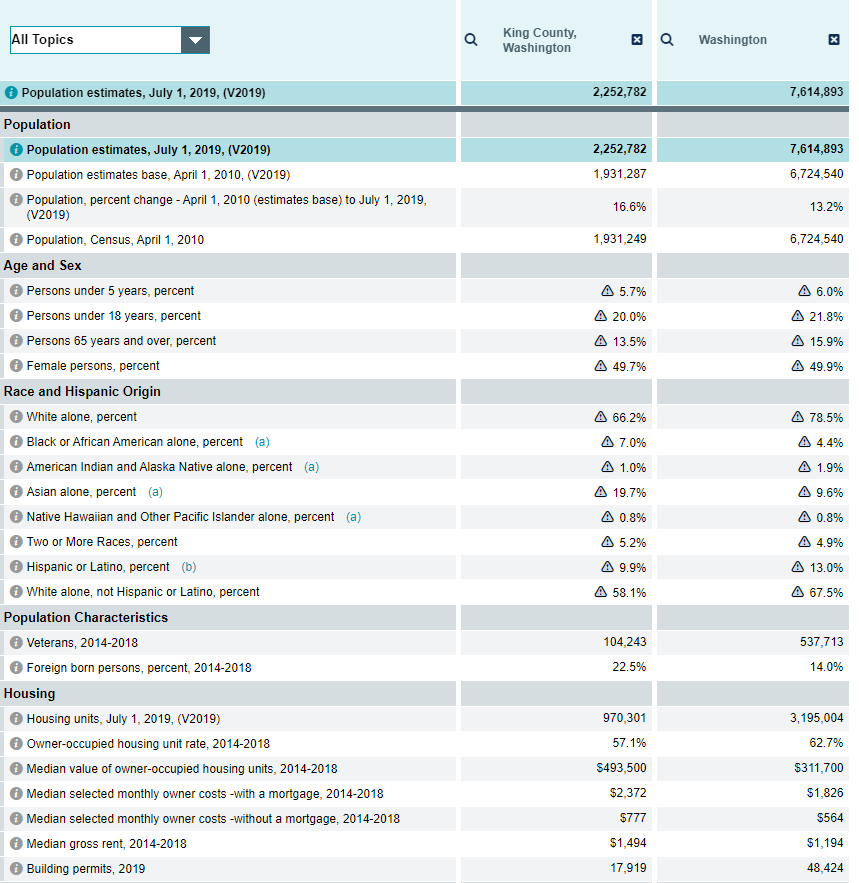 All Topics
King County,
Washington
Washington
Population estimates, July 1, 2019, (V2019) 2,252,782 7,614,893
Population
Population estimates, July 1, 2019, (V2019) 2,252,782 7,614,893
Population estimates base, April 1, 2010, (V2019) 1,931,287 6,724,540
Population, percent change - April 1, 2010 (estimates base) to July 1, 2019,
(V2019) 16.6% 13.2%
Population, Census, April 1, 2010 1,931,249 6,724,540
Age and Sex
Persons under 5 years, percent 5.7% 6.0%
Persons under 18 years, percent 20.0% 21.8%
Persons 65 years and over, percent 13.5% 15.9%
Female persons, percent 49.7% 49.9%
Race and Hispanic Origin
White alone, percent 66.2% 78.5%
Black or African American alone, percent (a) 7.0% 4.4%
American Indian and Alaska Native alone, percent (a) 1.0% 1.9%
Asian alone, percent (a) 19.7% 9.6%
Native Hawaiian and Other Pacific Islander alone, percent (a) 0.8% 0.8%
Two or More Races, percent 5.2% 4.9%
Hispanic or Latino, percent (b) 9.9% 13.0%
White alone, not Hispanic or Latino, percent 58.1% 67.5%
Population Characteristics
Veterans, 2014-2018 104,243 537,713
Foreign born persons, percent, 2014-2018 22.5% 14.0%
Housing
Housing units, July 1, 2019, (V2019) 970,301 3,195,004
Owner-occupied housing unit rate, 2014-2018 57.1% 62.7%
Median value of owner-occupied housing units, 2014-2018 $493,500 $311,700
Median selected monthly owner costs -with a mortgage, 2014-2018 $2,372 $1,826
Median selected monthly owner costs -without a mortgage, 2014-2018 $777 $564
Median gross rent, 2014-2018 $1,494 $1,194
Building permits, 2019 17,919 48,424